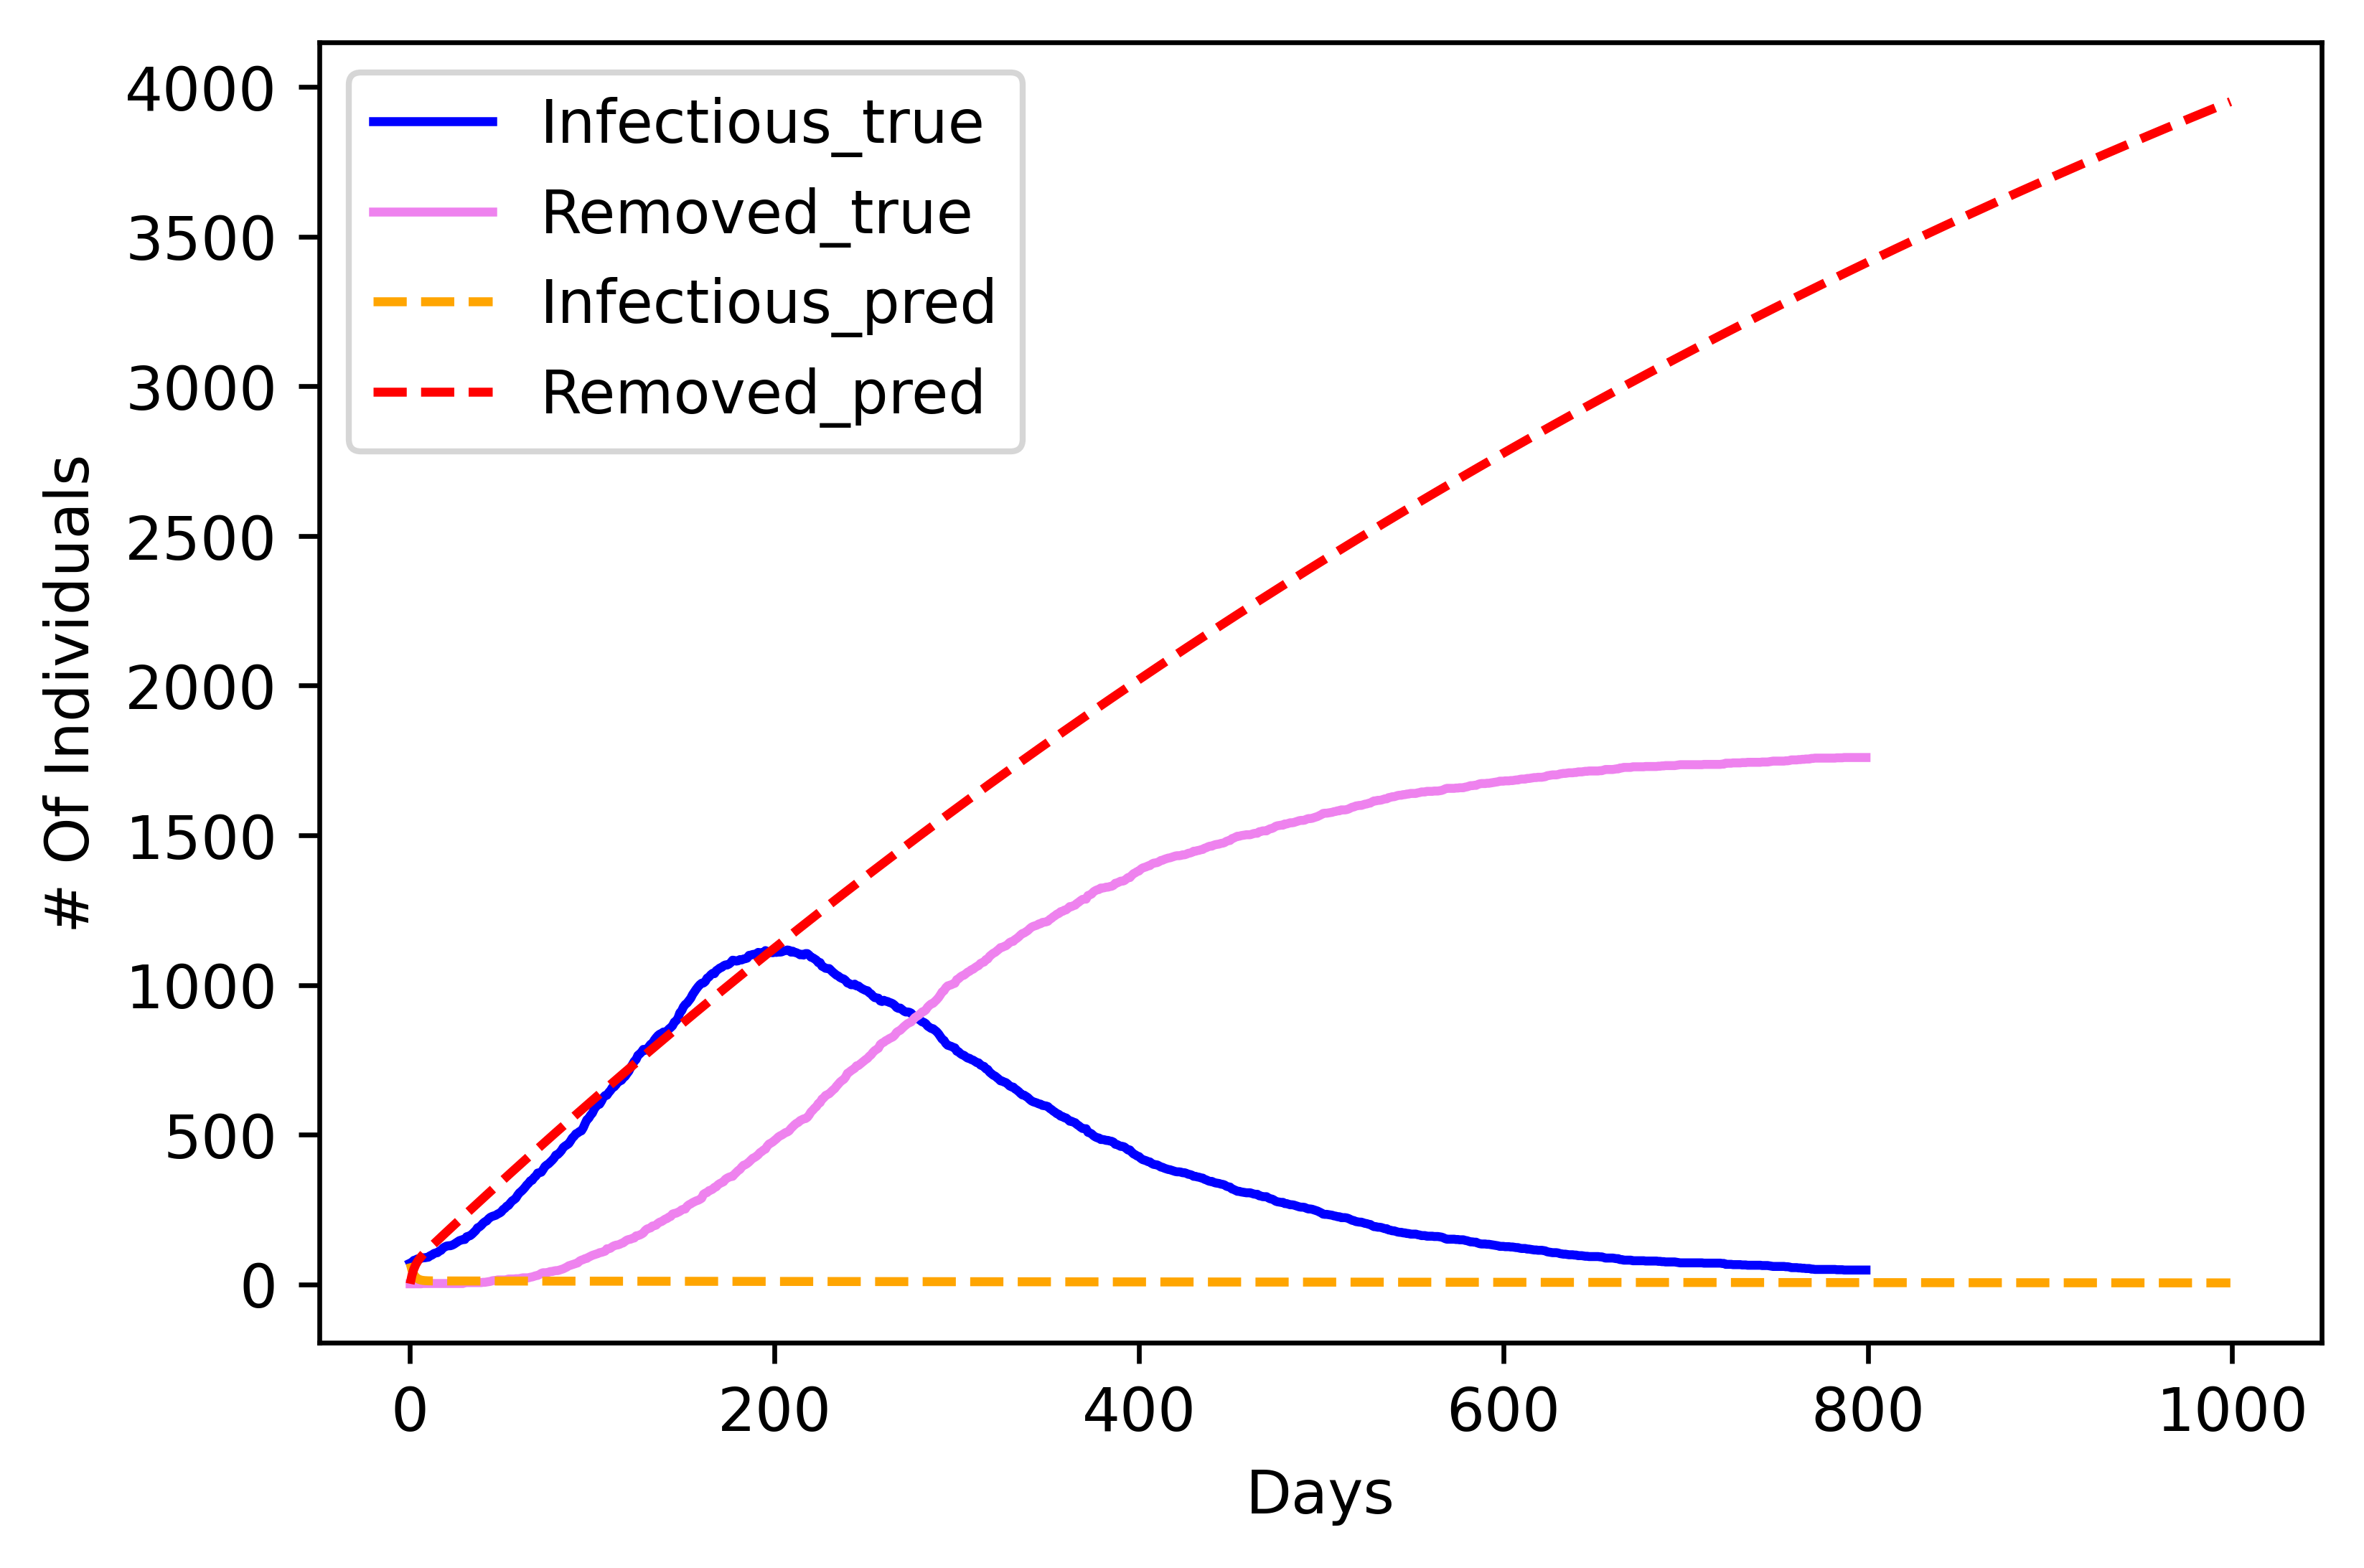 Infectious_true
Removed_true
Infectious_pred
Removed_pred
4000
3500
3000
2500
2000
1500
1000
500
0
# Of Individuals
0 200 400 600 800 1000
Days